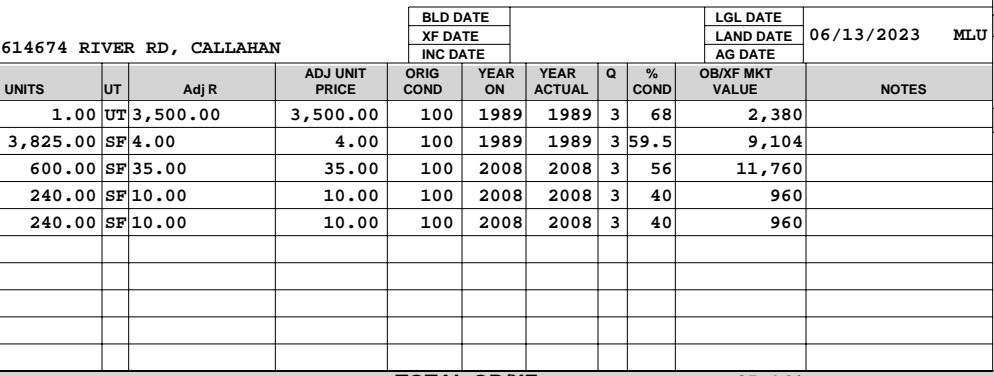 BLD DATE LGL DATE
XF DATE LAND DATE 06/13/2023 MLU
614674 RIVER RD, CALLAHAN
INC DATE AG DATE
UNITS UT Adj R ADJ UNIT PRICE ORIG COND YEAR ON YEAR ACTUAL Q % COND OB/XF MKT VALUE NOTES
1.00 UT 3,500.00 3,500.00 100 1989 1989 3 68 2,380
3,825.00 SF 4.00 4.00 100 1989 1989 3 59.5 9,104
600.00 SF 35.00 35.00 100 2008 2008 3 56 11,760
240.00 SF 10.00 10.00 100 2008 2008 3 40 960
240.00 SF 10.00 10.00 100 2008 2008 3 40 960
TOTAL OB/XF